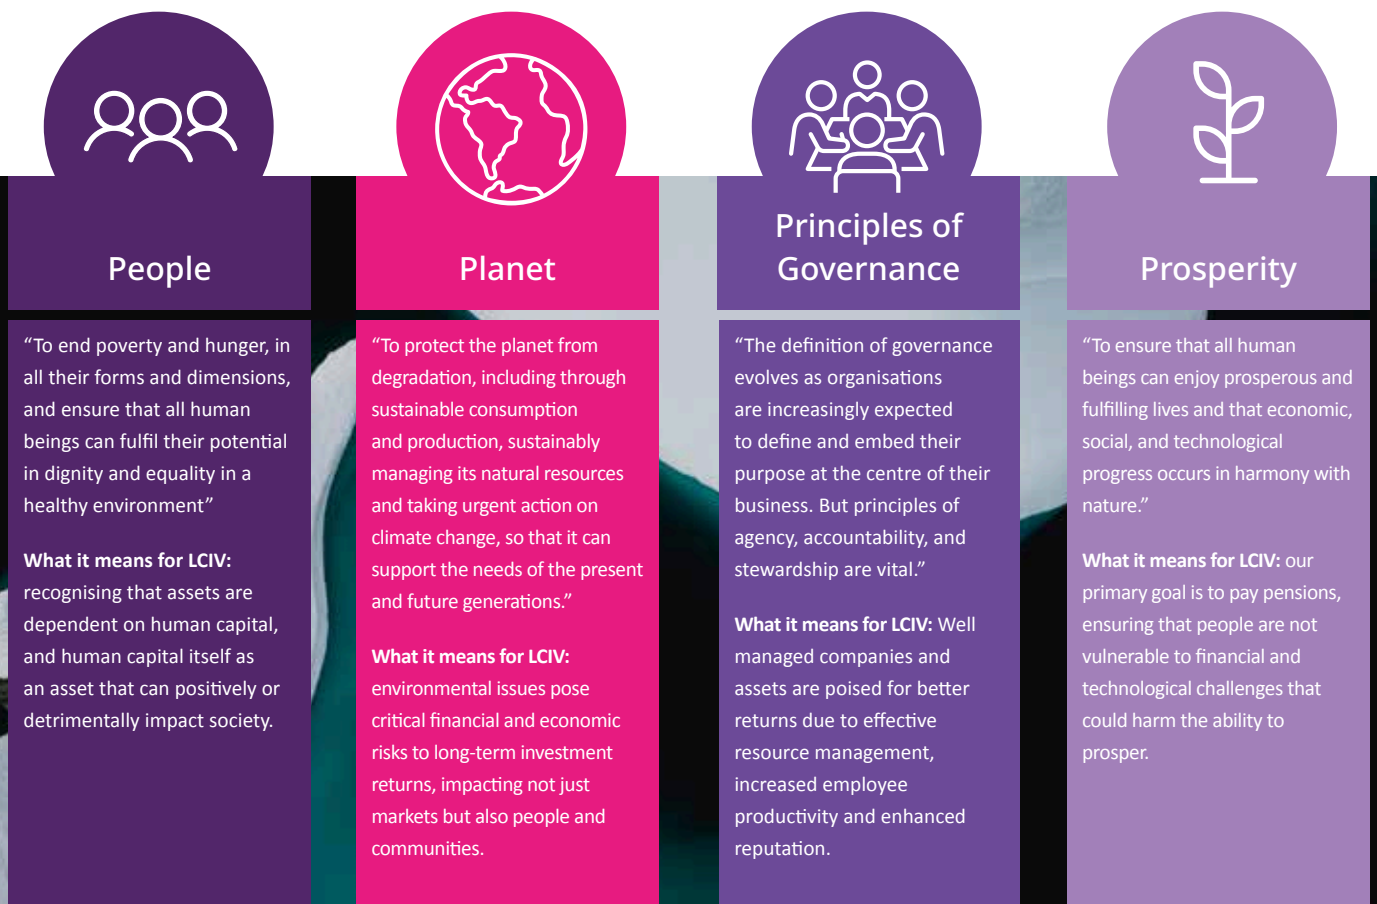 People
“To end poverty and hunger, in
all their forms and dimensions,
and ensure that all human
beings can fulfil their potential
in dignity and equality in a
healthy environment”
What it means for LCIV:
recognising that assets are
dependent on human capital,
and human capital itself as
an asset that can positively or
detrimentally impact society.
Planet
“To protect the planet from
degradation, including through
sustainable consumption
and production, sustainably
managing its natural resources
and taking urgent action on
climate change, so that it can
support the needs of the present
and future generations.”
What it means for LCIV:
environmental issues pose
critical financial and economic
risks to long-term investment
returns, impacting not just
markets but also people and
communities.
Principles of
Governance
“The definition of governance
evolves as organisations
are increasingly expected
to define and embed their
purpose at the centre of their
business. But principles of
agency, accountability, and
stewardship are vital.”
What it means for LCIV: Well
managed companies and
assets are poised for better
returns due to effective
resource management,
increased employee
productivity and enhanced
reputation.
Prosperity
“To ensure that all human
beings can enjoy prosperous and
fulfilling lives and that economic,
social, and technological
progress occurs in harmony with
nature.”
What it means for LCIV: our
primary goal is to pay pensions,
ensuring that people are not
vulnerable to financial and
technological challenges that
could harm the ability to
prosper.